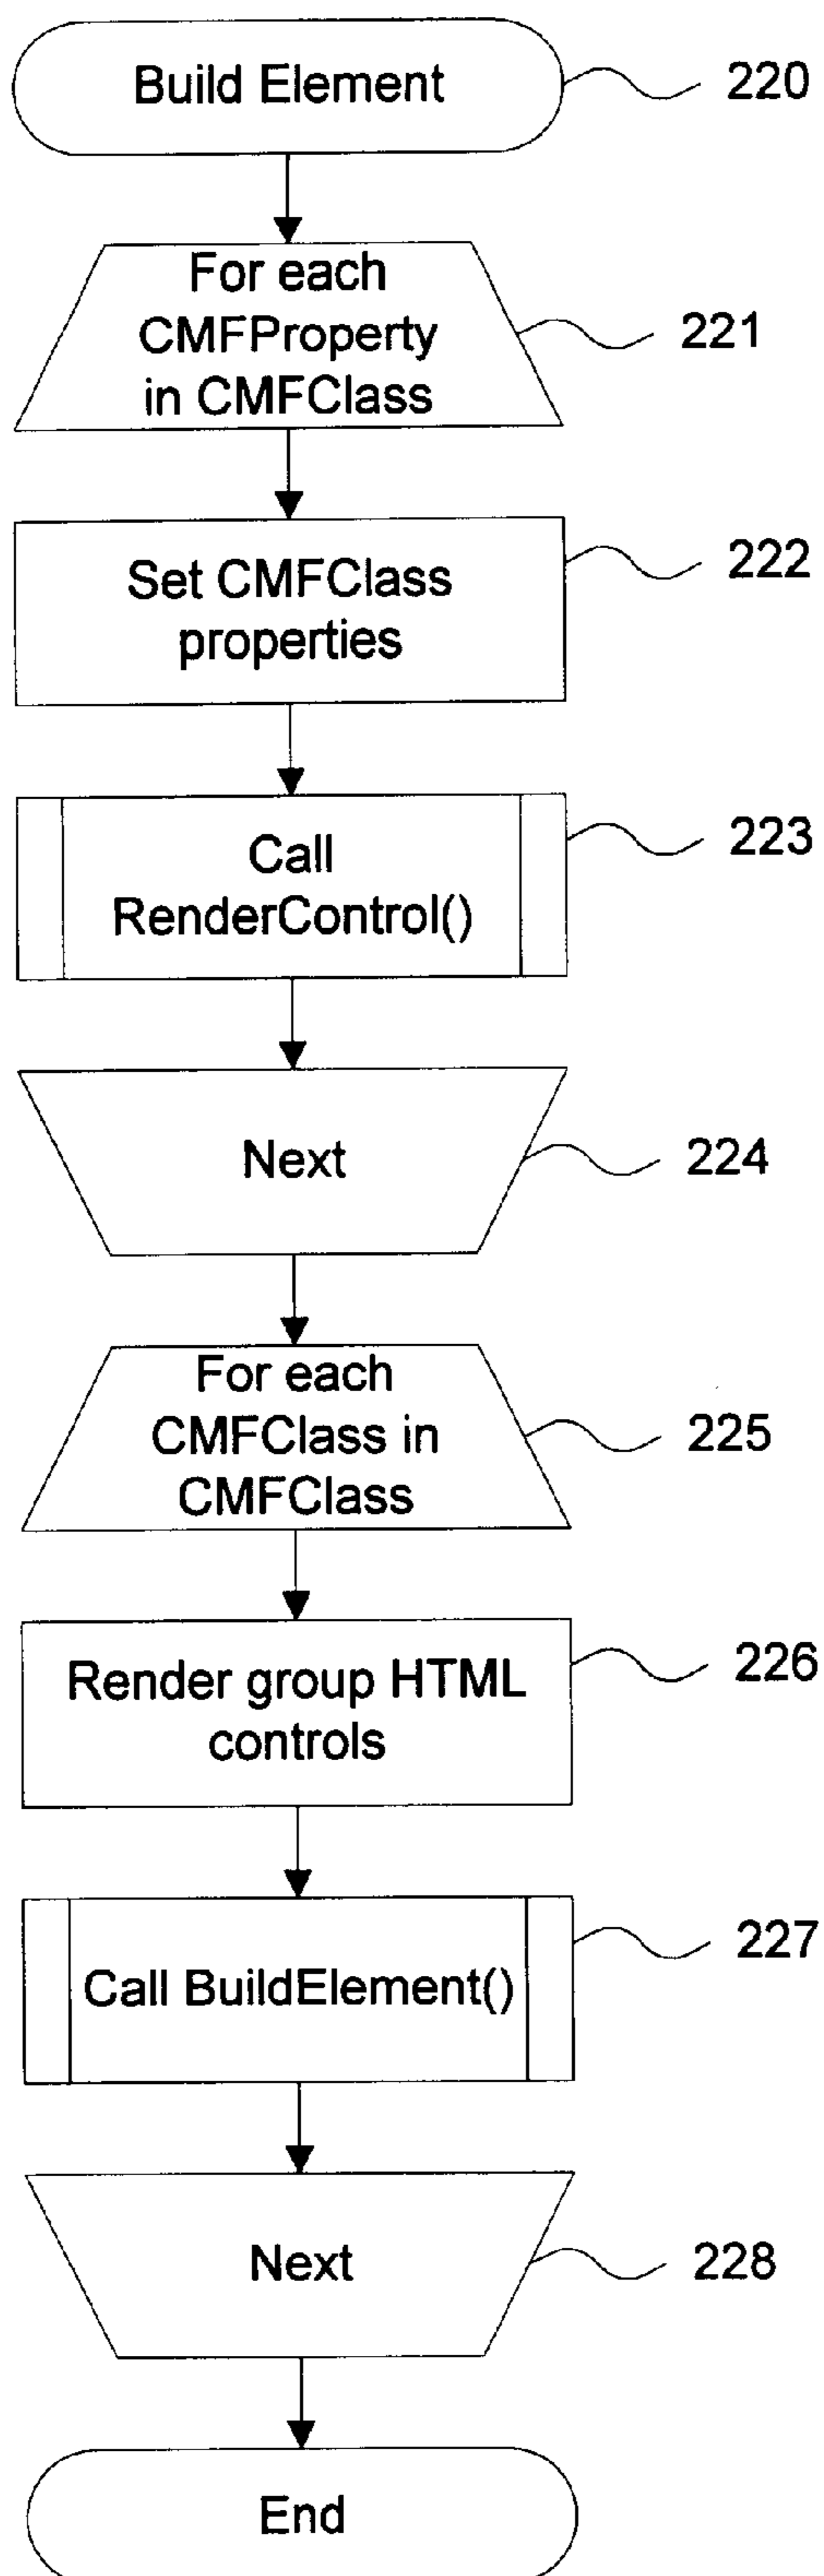 Build Element
220
For each
CMFProperty
in CMFClass
221
Set CMFClass
properties
222
Call
RenderControl()
223
Next
224
For each
CMFClass in
CMFClass
225
Render group HTML
controls
226
Call BuildElement()
227
Next
228
End